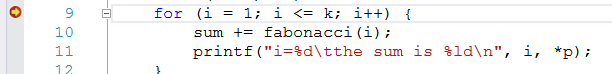 9 for (i = 1; i <= k; i++) {
10 sum += fabonacci(i);
11 printf("i=%d\tthe sum is %ld\n", i, *p);
12 }